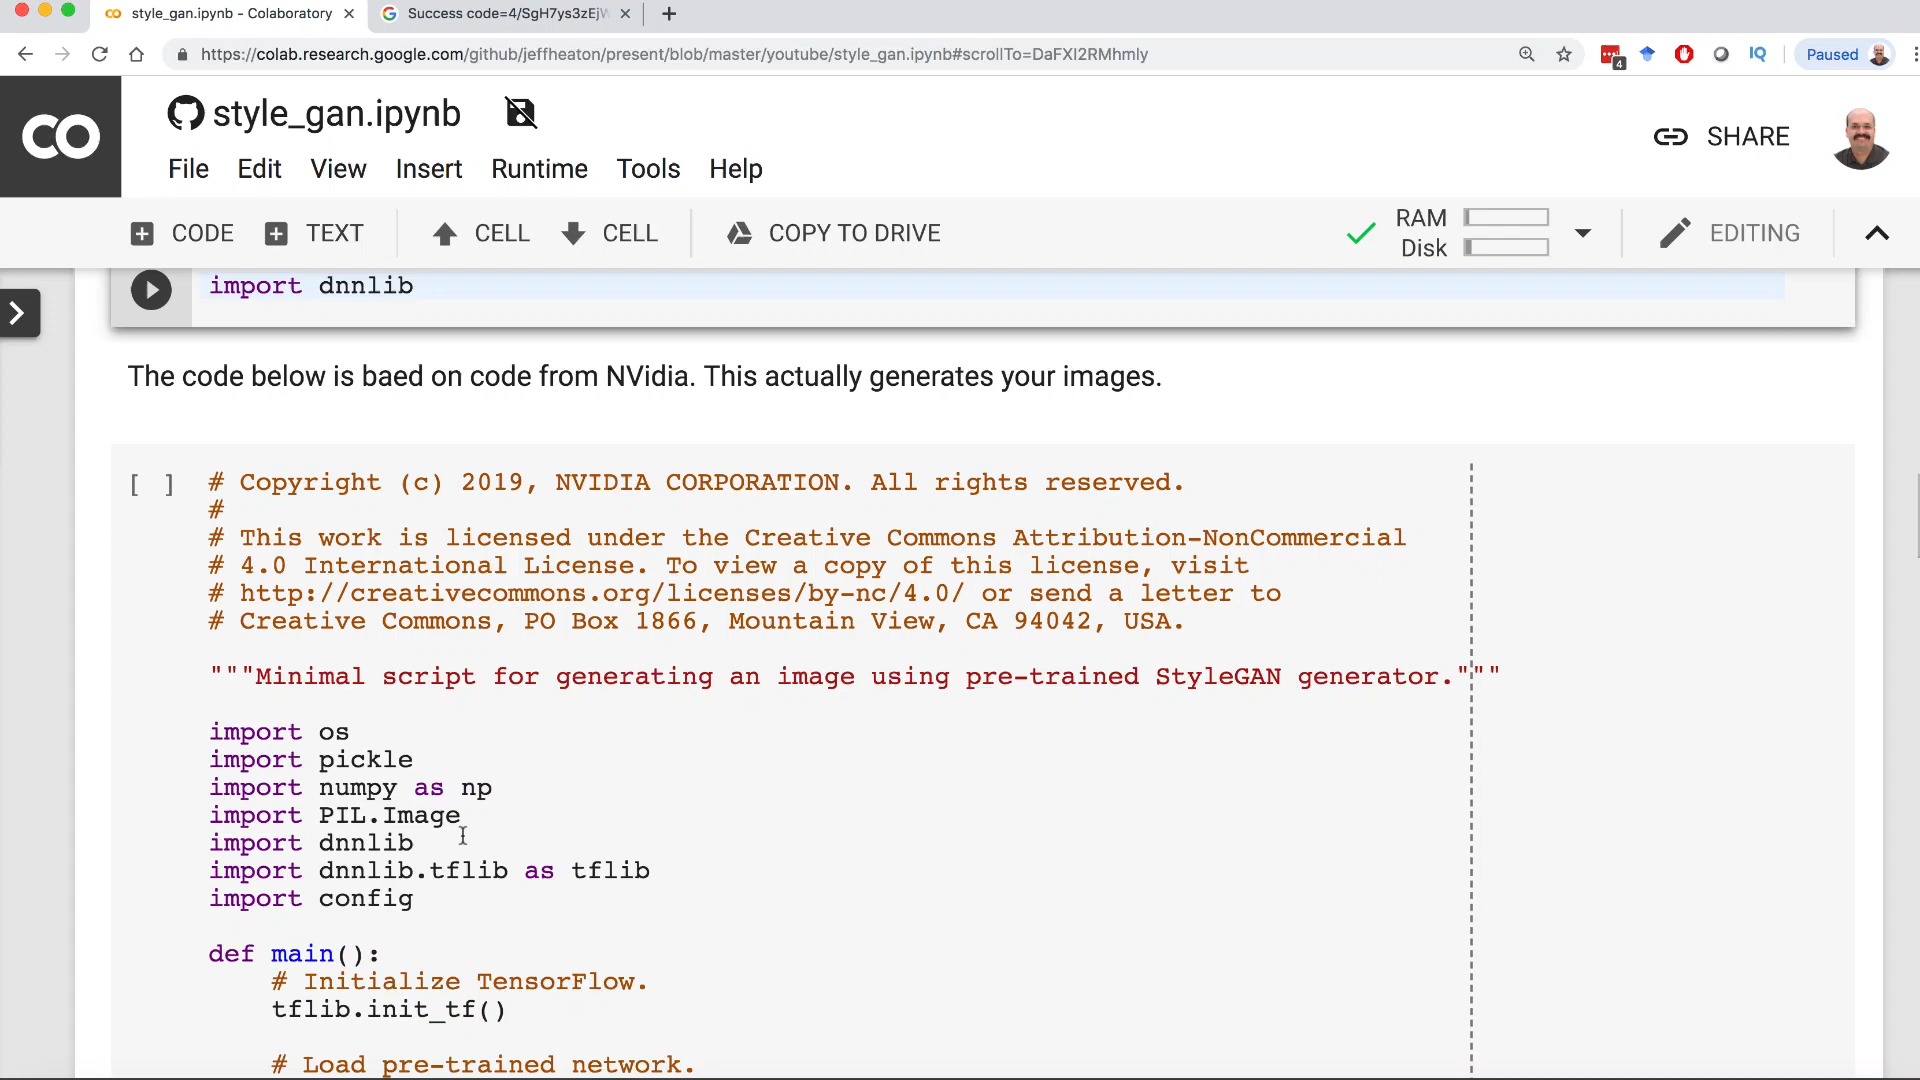 style_gan.ipynb - Colaboratory
Success code=4/SgH7ys3zEjW
https://colab.research.google.com/github/jeffheaton/present/blob/master/youtube/style_gan.ipynb#scrollTo=DaFXl2RMhmly
4
IQ
Paused
CO
style_gan.ipynb
SHARE
File Edit View Insert Runtime Tools Help
CODE TEXT CELL CELL COPY TO DRIVE
RAM
Disk
EDITING
import dnnlib
The code below is baed on code from NVidia. This actually generates your images.
[ ] # Copyright (c) 2019, NVIDIA CORPORATION. All rights reserved.
#
# This work is licensed under the Creative Commons Attribution-NonCommercial
# 4.0 International License. To view a copy of this license, visit
# http://creativecommons.org/licenses/by-nc/4.0/ or send a letter to
# Creative Commons, PO Box 1866, Mountain View, CA 94042, USA.
"""Minimal script for generating an image using pre-trained StyleGAN generator."""
import os
import pickle
import numpy as np
import PIL.Image
import dnnlib
import dnnlib.tflib as tflib
import config
def main():
# Initialize TensorFlow.
tflib.init_tf()
# Load pre-trained network.